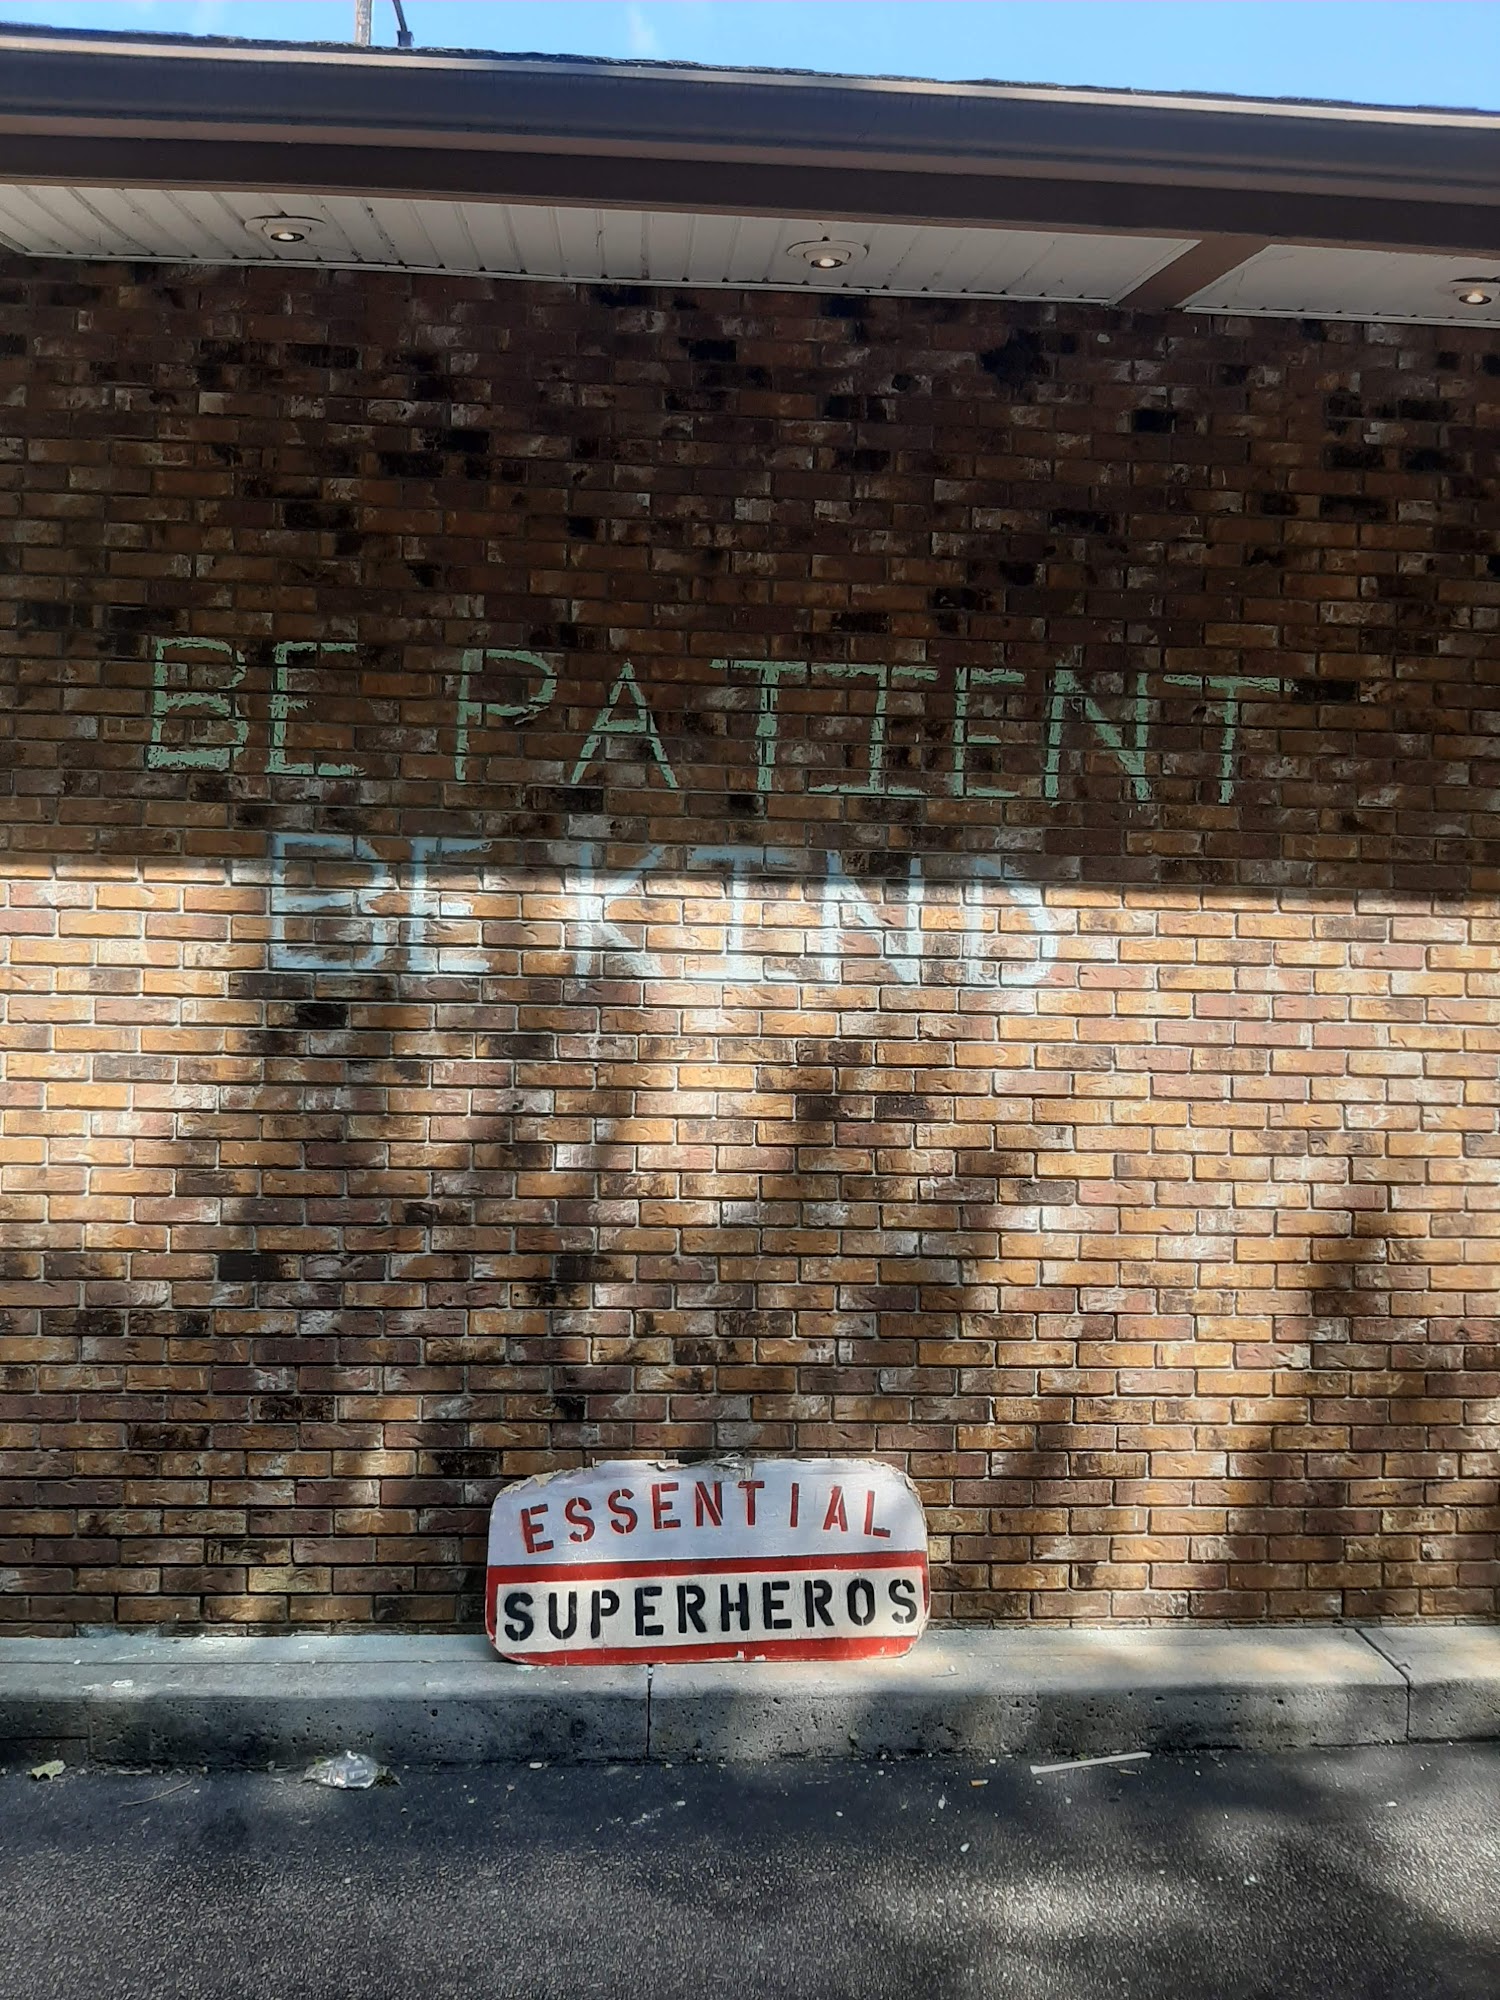 BE PATIENT
BE KIND
ESSENTIAL
SUPERHEROS